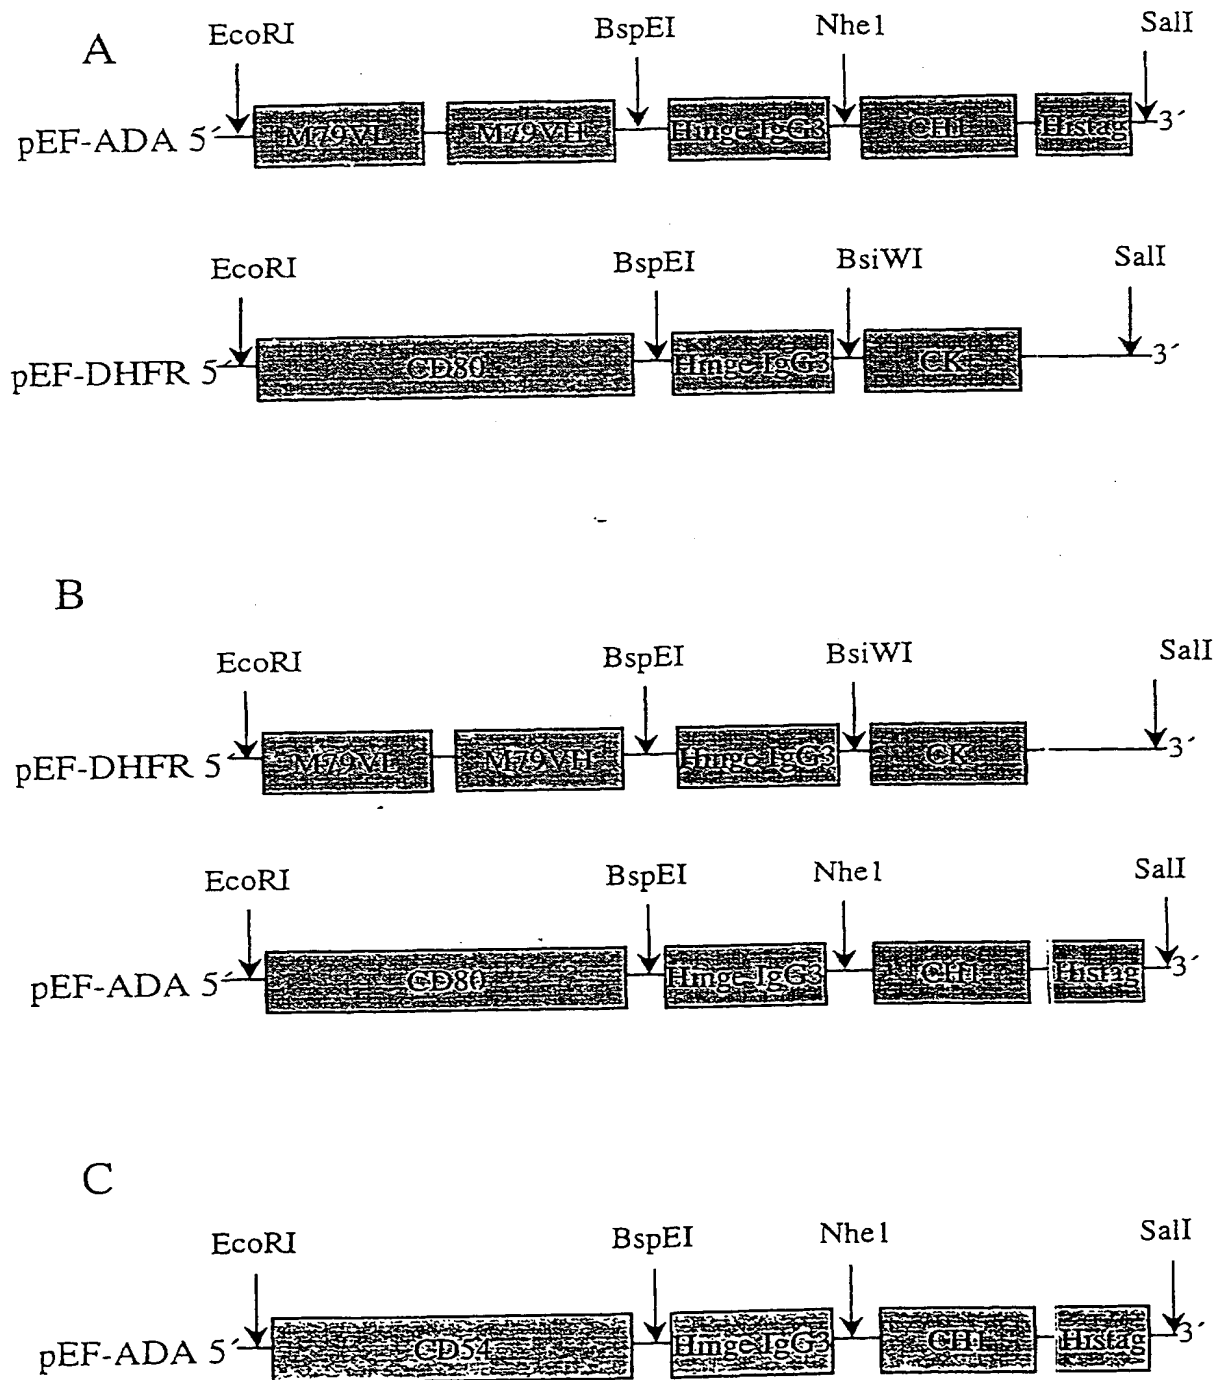 A
EcoRI BspEI Nhe1 SalI
pEF-ADA 5´ M79VL M79VH Hinge IgG3 CH1 Histag 3´
EcoRI BspEI BsiWI SalI
pEF-DHFR 5´ CD80 Hinge IgG3 CK 3´
B
EcoRI BspEI BsiWI SalI
pEF-DHFR 5´ M79VL M79VH Hinge IgG3 CK 3´
EcoRI BspEI Nhe1 SalI
pEF-ADA 5´ CD80 Hinge IgG3 CH1 Histag 3´
C
EcoRI BspEI Nhe1 SalI
pEF-ADA 5´ CD54 Hinge IgG3 CH1 Histag 3´